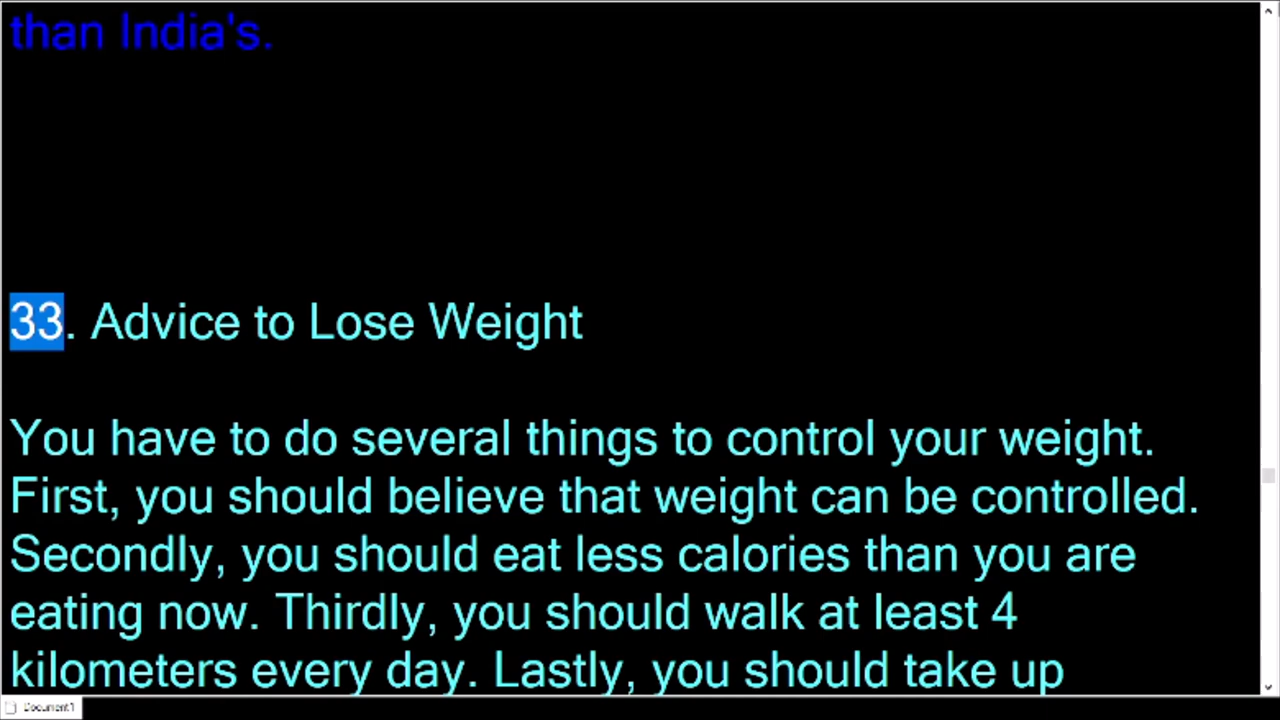 than India's.
33. Advice to Lose Weight
You have to do several things to control your weight.
First, you should believe that weight can be controlled.
Secondly, you should eat less calories than you are
eating now. Thirdly, you should walk at least 4
kilometers every day. Lastly, you should take up
Document1